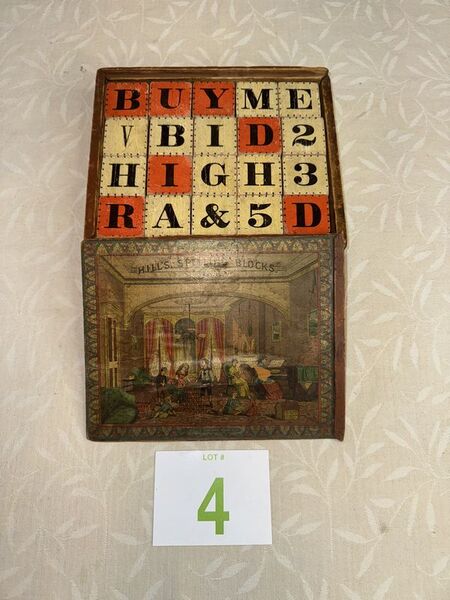 BUYME
VBID2
HIGH3
RA&5D
HILL'S SPELLING BLOCKS
LOT #
4